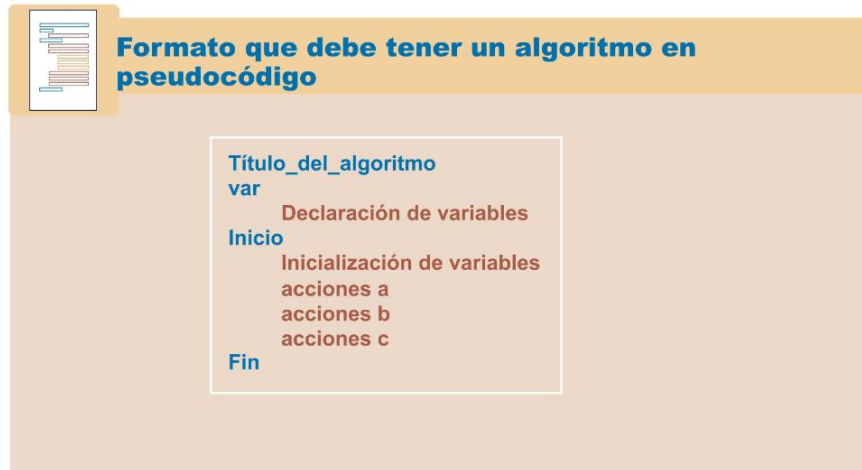 Formato que debe tener un algoritmo en
pseudocódigo
Título_del_algoritmo
var
Declaración de variables
Inicio
Inicialización de variables
acciones a
acciones b
acciones c
Fin